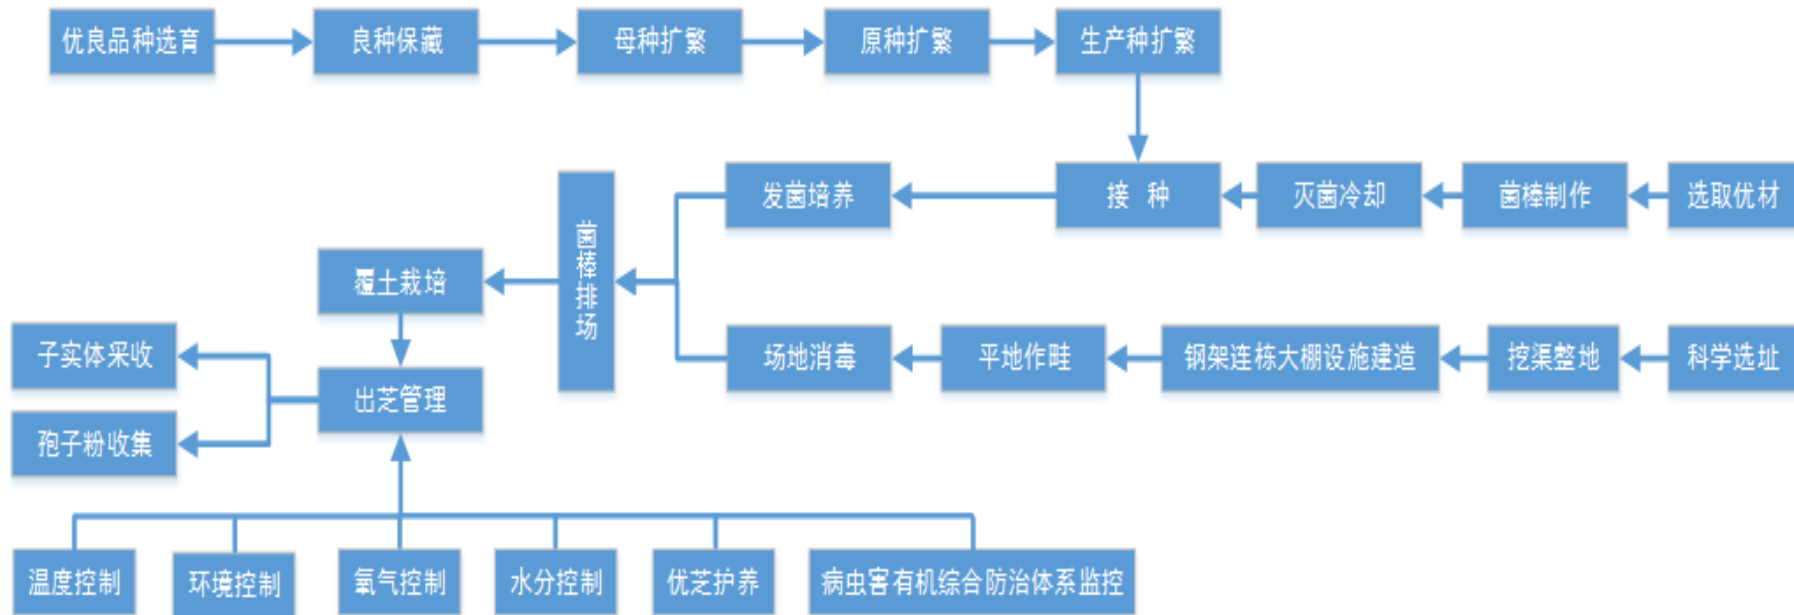 优良品种选育
良种保藏
母种扩繁
原种扩繁
生产种扩繁
发菌培养
接 种
灭菌冷却
菌棒制作
选取优材
菌棒排场
覆土栽培
场地消毒
平地作畦
钢架连栋大棚设施建造
挖渠整地
科学选址
子实体采收
出芝管理
孢子粉收集
温度控制
环境控制
氧气控制
水分控制
优芝护养
病虫害有机综合防治体系监控